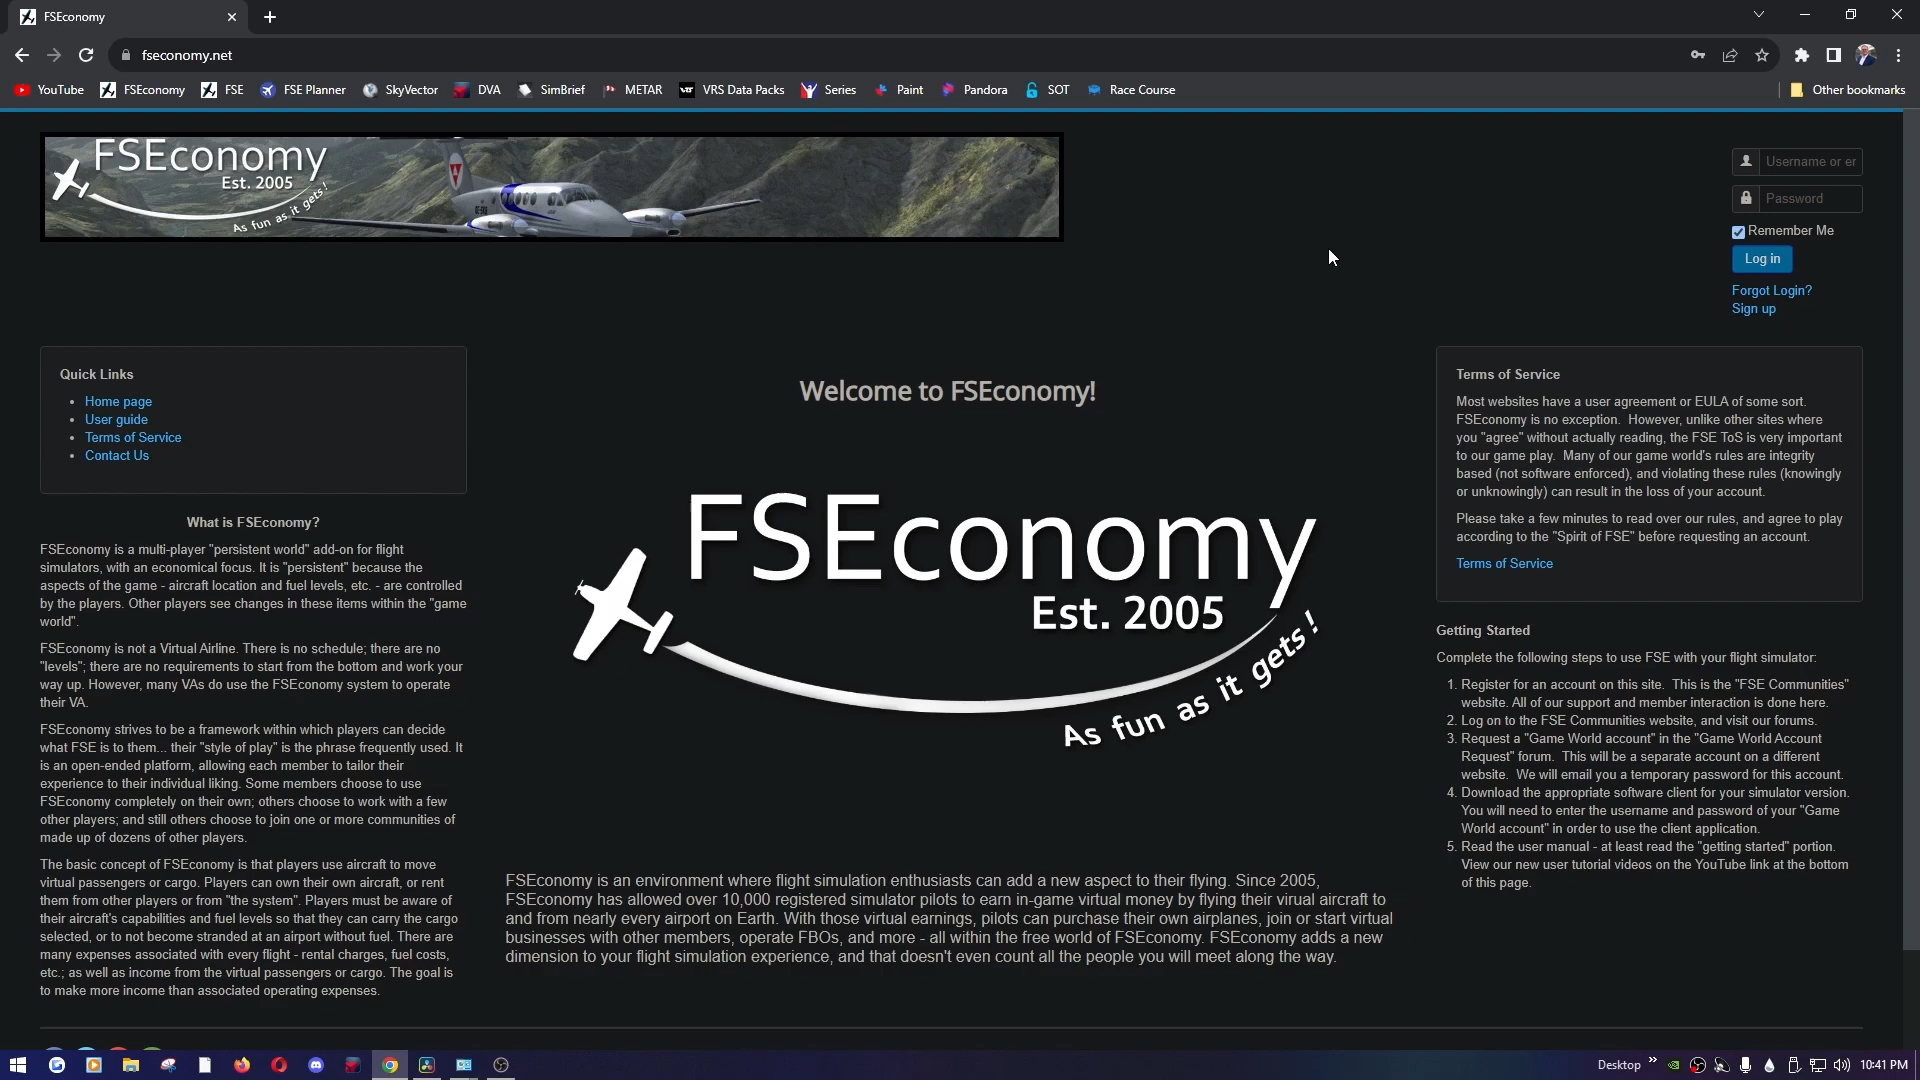 FSEconomy
fseconomy.net
YouTube
FSEconomy
FSE
FSE Planner
SkyVector
DVA
SimBrief
METAR
VRS Data Packs
Series
Paint
Pandora
SOT
Race Course
Other bookmarks
FSEconomy
Est. 2005
As fun as it gets!
Username or er
Password
Remember Me
Log in
Forgot Login?
Sign up
Quick Links
Home page
User guide
Terms of Service
Contact Us
What is FSEconomy?
FSEconomy is a multi-player "persistent world" add-on for flight
simulators, with an economical focus. It is "persistent" because the
aspects of the game - aircraft location and fuel levels, etc. - are controlled
by the players. Other players see changes in these items within the "game
world".
FSEconomy is not a Virtual Airline. There is no schedule; there are no
"levels"; there are no requirements to start from the bottom and work your
way up. However, many VAs do use the FSEconomy system to operate
their VA.
FSEconomy strives to be a framework within which players can decide
what FSE is to them... their "style of play" is the phrase frequently used. It
is an open-ended platform, allowing each member to tailor their
experience to their individual liking. Some members choose to use
FSEconomy completely on their own; others choose to work with a few
other players; and still others choose to join one or more communities of
made up of dozens of other players.
The basic concept of FSEconomy is that players use aircraft to move
virtual passengers or cargo. Players can own their own aircraft, or rent
them from other players or from "the system". Players must be aware of
their aircraft's capabilities and fuel levels so that they can carry the cargo
selected, or to not become stranded at an airport without fuel. There are
many expenses associated with every flight - rental charges, fuel costs,
etc.; as well as income from the virtual passengers or cargo. The goal is
to make more income than associated operating expenses.
Welcome to FSEconomy!
FSEconomy
Est. 2005
As fun as it gets!
FSEconomy is an environment where flight simulation enthusiasts can add a new aspect to their flying. Since 2005,
FSEconomy has allowed over 10,000 registered simulator pilots to earn in-game virtual money by flying their virual aircraft to
and from nearly every airport on Earth. With those virtual earnings, pilots can purchase their own airplanes, join or start virtual
businesses with other members, operate FBOs, and more - all within the free world of FSEconomy. FSEconomy adds a new
dimension to your flight simulation experience, and that doesn't even count all the people you will meet along the way.
Terms of Service
Most websites have a user agreement or EULA of some sort.
FSEconomy is no exception. However, unlike other sites where
you "agree" without actually reading, the FSE ToS is very important
to our game play. Many of our game world's rules are integrity
based (not software enforced), and violating these rules (knowingly
or unknowingly) can result in the loss of your account.
Please take a few minutes to read over our rules, and agree to play
according to the "Spirit of FSE" before requesting an account.
Terms of Service
Getting Started
Complete the following steps to use FSE with your flight simulator:
1. Register for an account on this site. This is the "FSE Communities"
website. All of our support and member interaction is done here.
2. Log on to the FSE Communities website, and visit our forums.
3. Request a "Game World account" in the "Game World Account
Request" forum. This will be a separate account on a different
website. We will email you a temporary password for this account.
4. Download the appropriate software client for your simulator version.
You will need to enter the username and password of your "Game
World account" in order to use the client application.
5. Read the user manual - at least read the "getting started" portion.
View our new user tutorial videos on the YouTube link at the bottom
of this page.
Desktop
10:41 PM